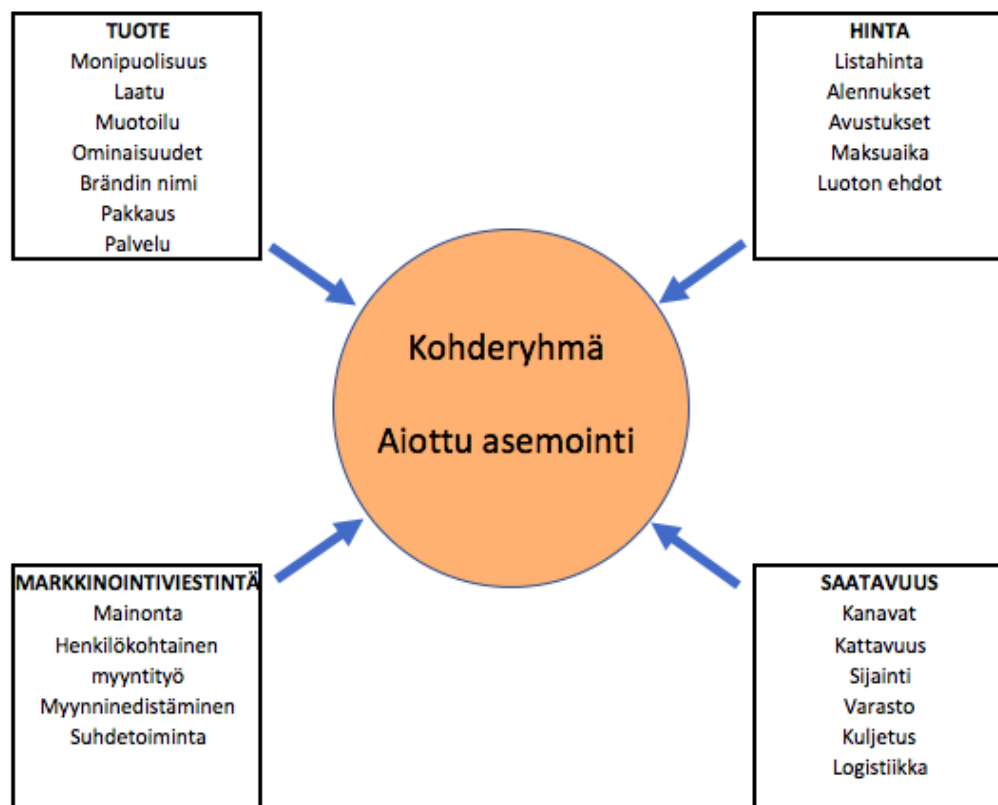 TUOTE
Monipuolisuus
Laatu
Muotoilu
Ominaisuudet
Brändin nimi
Pakkaus
Palvelu
HINTA
Listahinta
Alennukset
Avustukset
Maksuaika
Luoton ehdot
Kohderyhmä
Aiottu asemointi
MARKKINOINTIVIESTINTÄ
Mainonta
Henkilökohtainen
myyntityö
Myynninedistäminen
Suhdetoiminta
SAATAVUUS
Kanavat
Kattavuus
Sijainti
Varasto
Kuljetus
Logistiikka